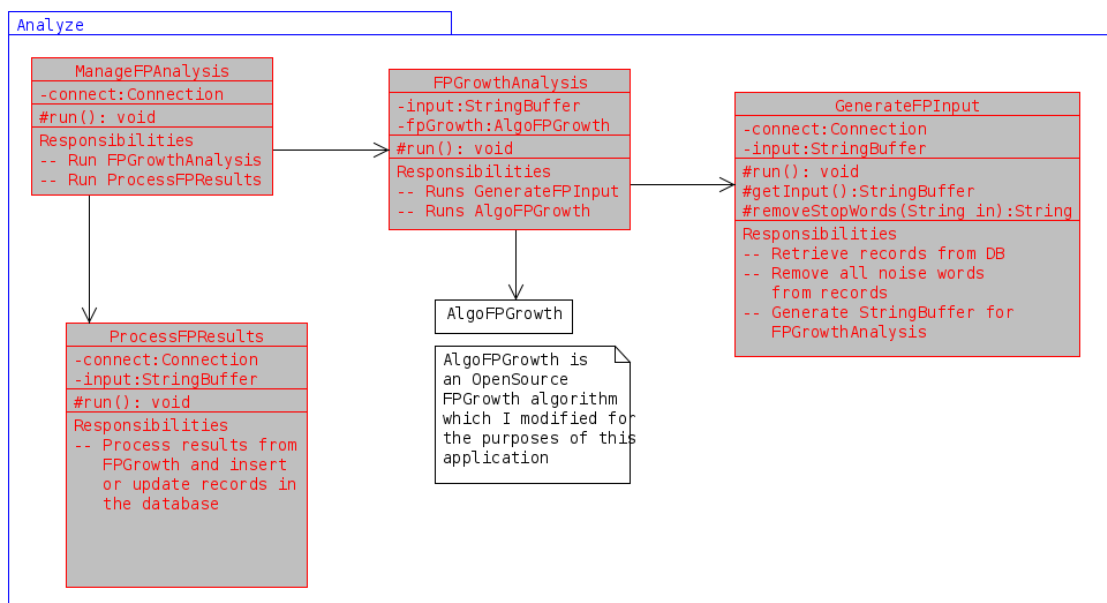 Analyze
ManageFPAnalysis
-connect:Connection
#run(): void
Responsibilities
-- Run FPGrowthAnalysis
-- Run ProcessFPResults
FPGrowthAnalysis
-input:StringBuffer
-fpGrowth:AlgoFPGrowth
#run(): void
Responsibilities
-- Runs GenerateFPInput
-- Runs AlgoFPGrowth
GenerateFPInput
-connect:Connection
-input:StringBuffer
#run(): void
#getInput():StringBuffer
#removeStopWords(String in):String
Responsibilities
-- Retrieve records from DB
-- Remove all noise words
from records
-- Generate StringBuffer for
FPGrowthAnalysis
ProcessFPResults
-connect:Connection
-input:StringBuffer
#run(): void
Responsibilities
-- Process results from
FPGrowth and insert
or update records in
the database
AlgoFPGrowth
AlgoFPGrowth is
an OpenSource
FPGrowth algorithm
which I modified for
the purposes of this
application